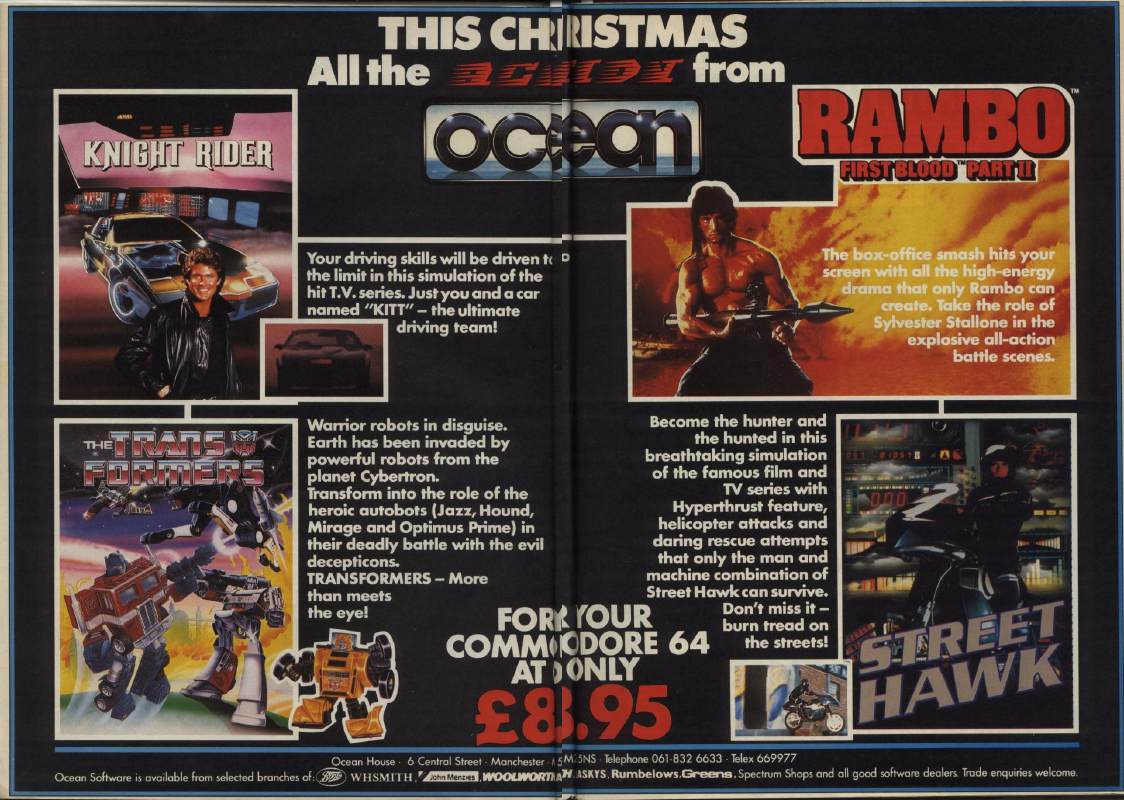 THIS CHRISTMAS
All the ACTION from
ocean
KNIGHT RIDER
RAMBO™
FIRST BLOOD™ PART II
Your driving skills will be driven to
the limit in this simulation of the
hit T.V. series. Just you and a car
named "KITT" – the ultimate
driving team!
The box-office smash hits your
screen with all the high-energy
drama that only Rambo can
create. Take the role of
Sylvester Stallone in the
explosive all-action
battle scenes.
THE TRANS
FORMERS
Warrior robots in disguise.
Earth has been invaded by
powerful robots from the
planet Cybertron.
Transform into the role of the
heroic autobots (Jazz, Hound,
Mirage and Optimus Prime) in
their deadly battle with the evil
decepticons.
TRANSFORMERS – More
than meets
the eye!
Become the hunter and
the hunted in this
breathtaking simulation
of the famous film and
TV series with
Hyperthrust feature,
helicopter attacks and
daring rescue attempts
that only the man and
machine combination of
Street Hawk can survive.
Don't miss it –
burn tread on
the streets!
STREET
HAWK
FOR YOUR
COMMODORE 64
AT ONLY
£8.95
Ocean House · 6 Central Street · Manchester · M2 5NS · Telephone 061-832 6633 · Telex 669977
Ocean Software is available from selected branches of: Boots WHSMITH, John Menzies, WOOLWORTH, LASKYS, Rumbelows, Greens, Spectrum Shops and all good software dealers. Trade enquiries welcome.